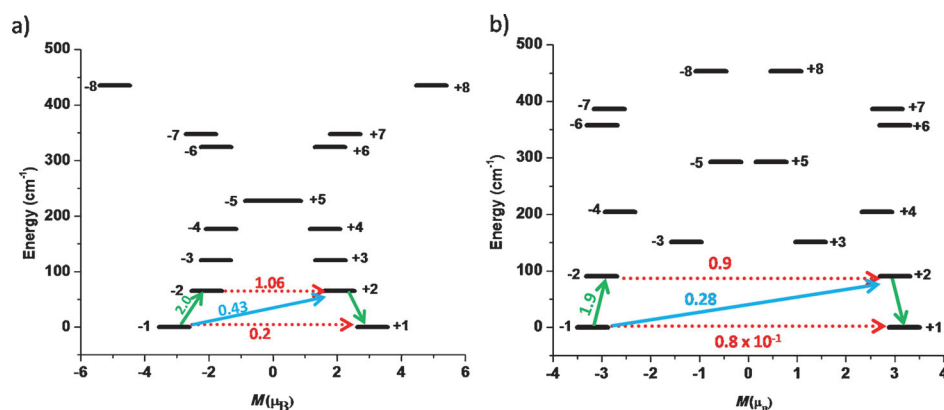 a)
500
400
300
200
100
0
Energy (cm-1)
-8 +8
-7 +7
-6 +6
-5 +5
-4 +4
-3 +3
-2 1.06 +2
2.0 0.43
-1 0.2 +1
-6 -4 -2 0 2 4 6
M(μB)
b)
500
400
300
200
100
0
-50
Energy (cm-1)
-8 +8
-7 +7
-6 +6
-5 +5
-4 +4
-3 +3
-2 0.9 +2
1.9 0.28
-1 +1
0.8 x 10-1
-4 -3 -2 -1 0 1 2 3 4
M(μB)